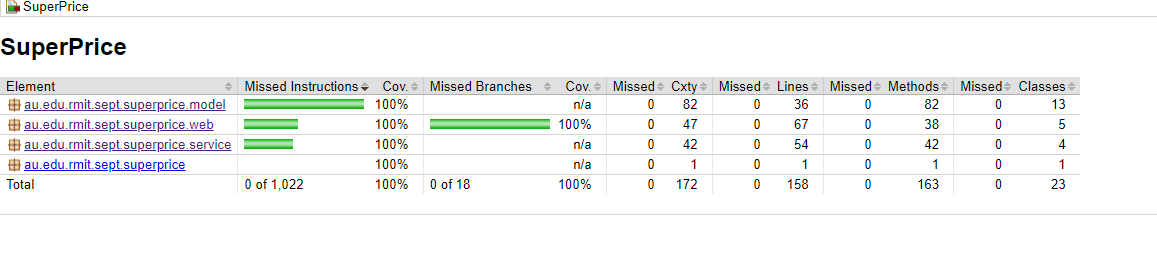 SuperPrice
SuperPrice
Element Missed Instructions Cov. Missed Branches Cov. Missed Cxty Missed Lines Missed Methods Missed Classes
au.edu.rmit.sept.superprice.model 100% n/a 0 82 0 36 0 82 0 13
au.edu.rmit.sept.superprice.web 100% 100% 0 47 0 67 0 38 0 5
au.edu.rmit.sept.superprice.service 100% n/a 0 42 0 54 0 42 0 4
au.edu.rmit.sept.superprice 100% n/a 0 1 0 1 0 1 0 1
Total 0 of 1,022 100% 0 of 18 100% 0 172 0 158 0 163 0 23